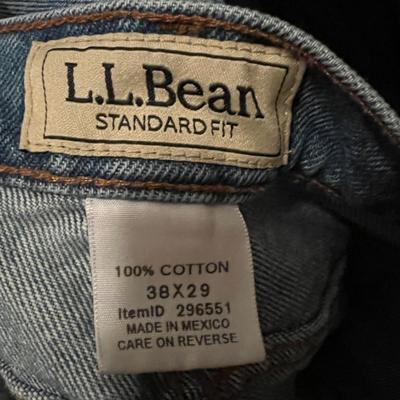 L.L.Bean
STANDARD FIT
100% COTTON
38X29
ItemID 296551
MADE IN MEXICO
CARE ON REVERSE